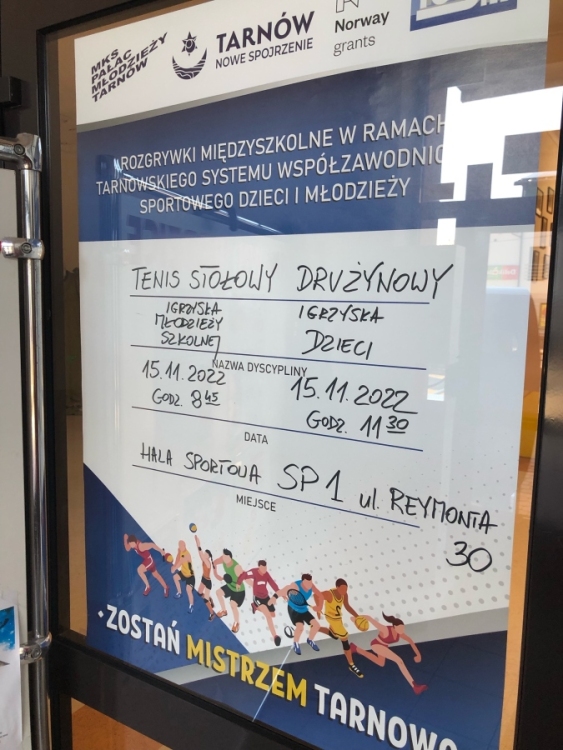 MKS
PAŁAC
MŁODZIEŻY
TARNÓW
TARNÓW
NOWE SPOJRZENIE
Norway
grants
ROZGRYWKI MIĘDZYSZKOLNE W RAMACH
TARNOWSKIEGO SYSTEMU WSPÓŁZAWODNIC
SPORTOWEGO DZIECI I MŁODZIEŻY
TENIS STOŁOWY DRUŻYNOWY
IGRZYSKA
MŁODZIEŻY
SZKOLNEJ
IGRZYSKA
DZIECI
NAZWA DYSCYPLINY
15.11.2022
GODZ. 8 45
15.11.2022
GODZ. 11 30
DATA
HALA SPORTOWA SP1 ul. REYMONTA
30
MIEJSCE
• ZOSTAŃ MISTRZEM TARNOWA